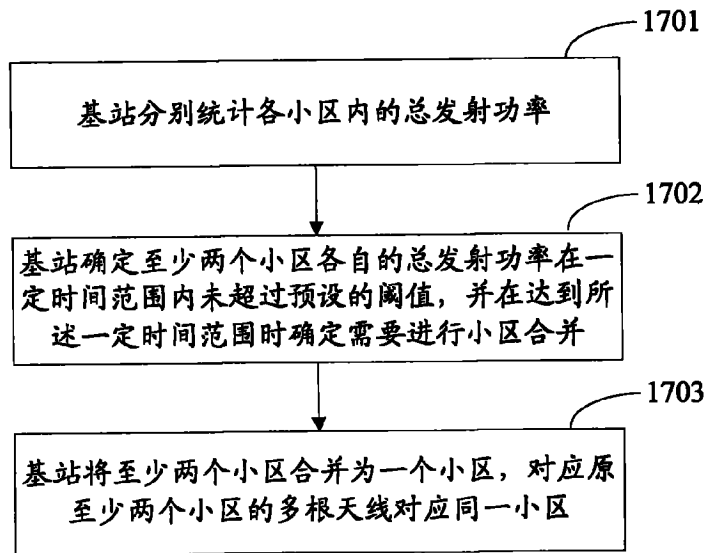 1701
基站分别统计各小区内的总发射功率
1702
基站确定至少两个小区各自的总发射功率在一
定时间范围内未超过预设的阈值，并在达到所
述一定时间范围时确定需要进行小区合并
1703
基站将至少两个小区合并为一个小区，对应原
至少两个小区的多根天线对应同一小区